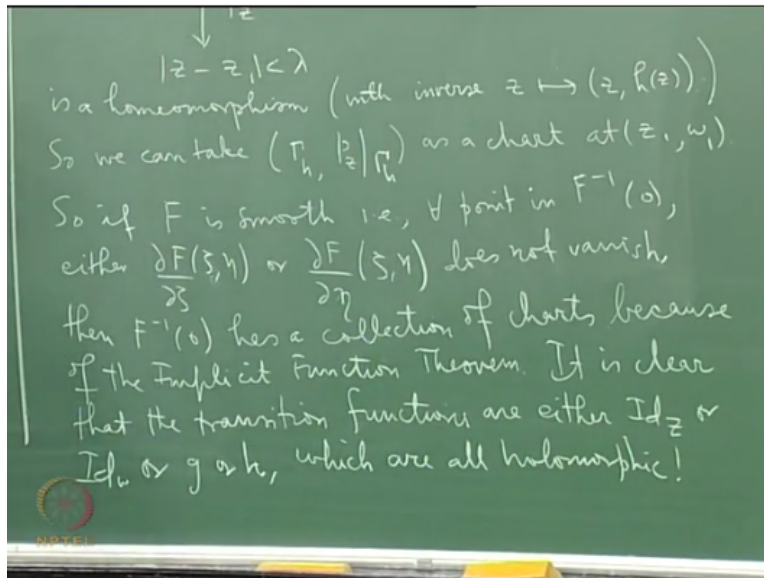 |z
|z - z₁| < λ
is a homeomorphism (with inverse z ↦ (z, h(z)))
So we can take (Γₕ, p_z|Γₕ) as a chart at (z₁, w₁).
So if F is smooth i.e., ∀ point in F⁻¹(0),
either ∂F/∂ζ (ζ,η) or ∂F/∂η (ζ,η) does not vanish,
then F⁻¹(0) has a collection of charts because
of the Implicit Function Theorem. It is clear
that the transition functions are either Id_z or
Id_w or g or h, which are all holomorphic!
NPTEL